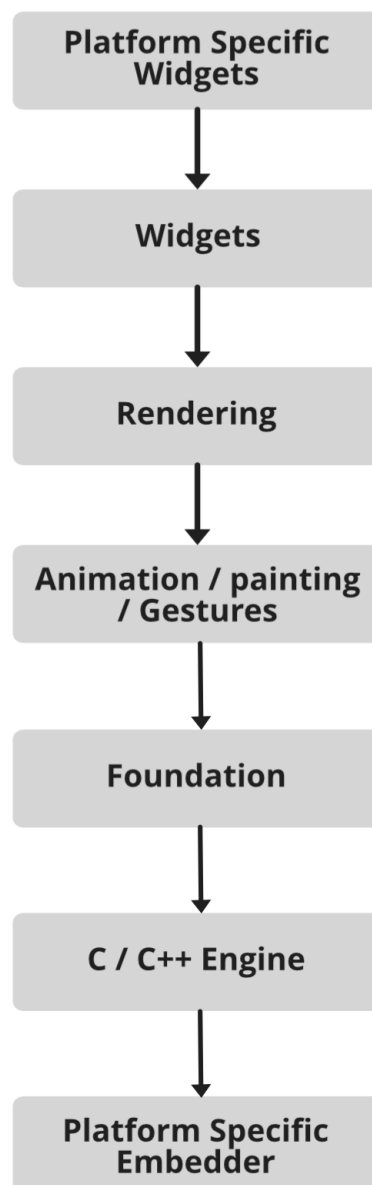 Platform Specific
Widgets
Widgets
Rendering
Animation / painting
/ Gestures
Foundation
C / C++ Engine
Platform Specific
Embedder